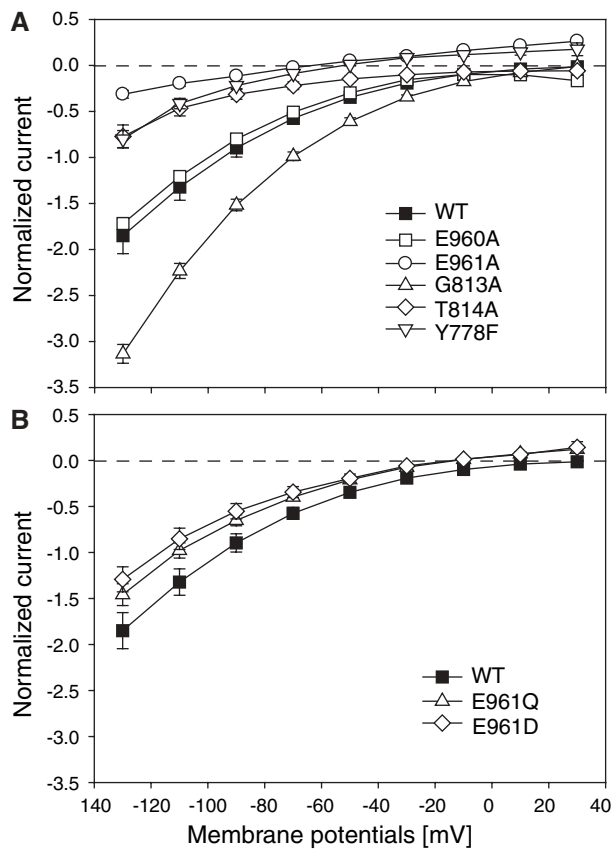 A
Normalized current
0.5
0.0
-0.5
-1.0
-1.5
-2.0
-2.5
-3.0
-3.5
WT
E960A
E961A
G813A
T814A
Y778F
B
Normalized current
0.5
0.0
-0.5
-1.0
-1.5
-2.0
-2.5
-3.0
-3.5
WT
E961Q
E961D
140 -120 -100 -80 -60 -40 -20 0 20 40
Membrane potentials [mV]